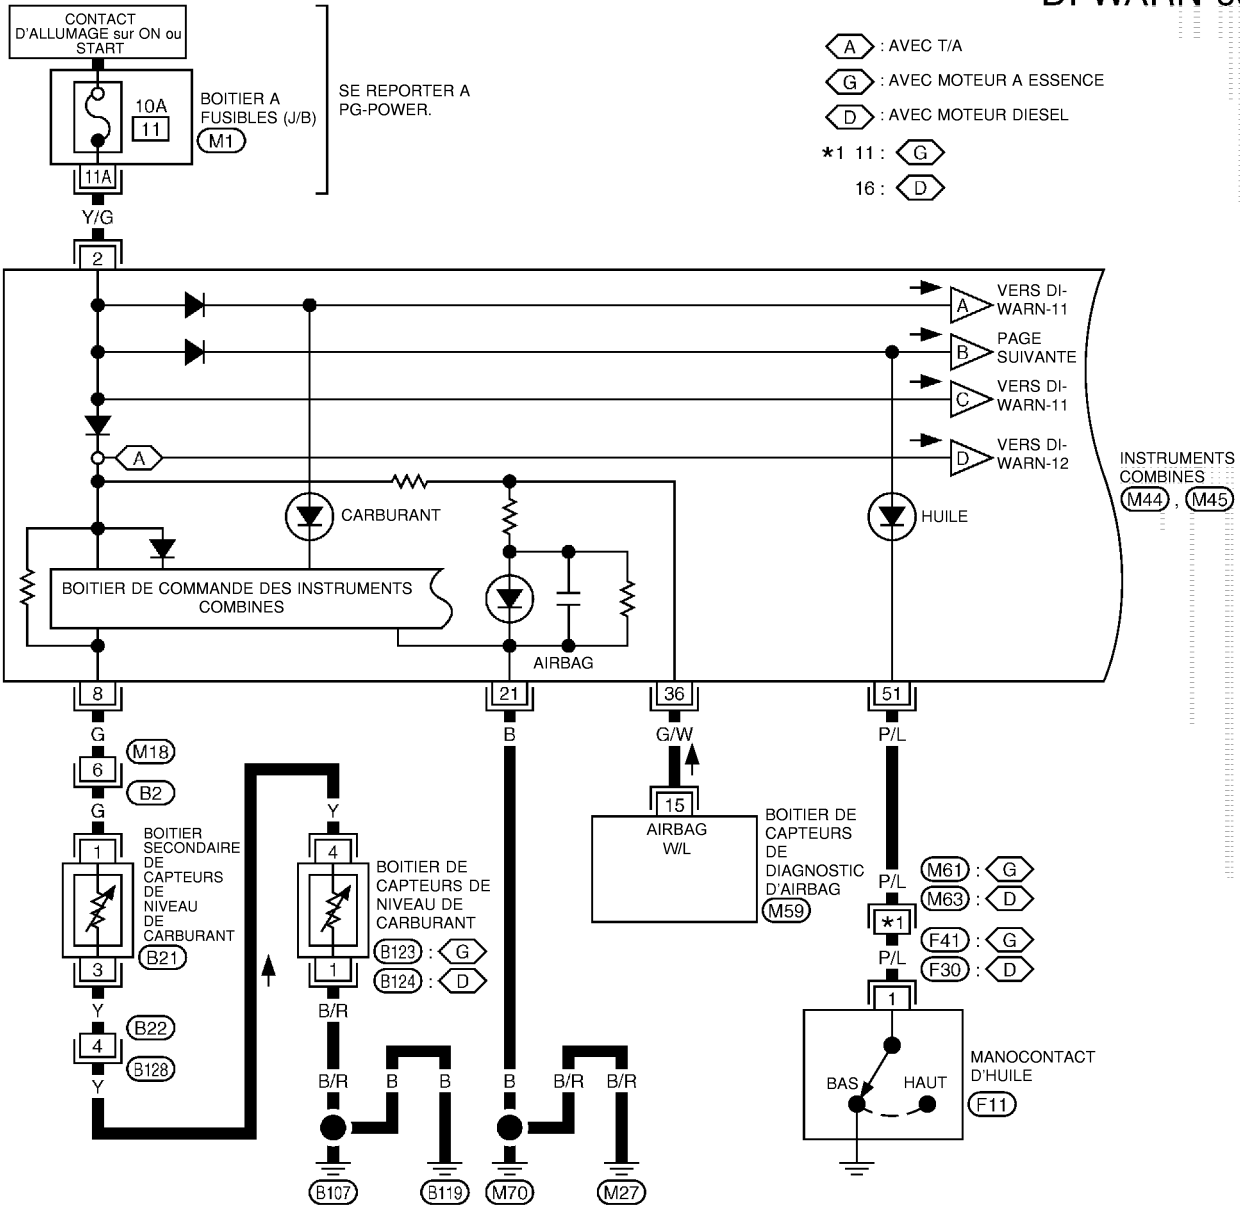 CONTACT
D'ALLUMAGE sur ON ou
START
10A
11
BOITIER A
FUSIBLES (J/B)
M1
SE REPORTER A
PG-POWER.
A : AVEC T/A
G : AVEC MOTEUR A ESSENCE
D : AVEC MOTEUR DIESEL
*1 11 : G
16 : D
11A
Y/G
2
A VERS DI-
WARN-11
B PAGE
SUIVANTE
C VERS DI-
WARN-11
A
D VERS DI-
WARN-12
INSTRUMENTS
COMBINES
M44 , M45
CARBURANT
HUILE
BOITIER DE COMMANDE DES INSTRUMENTS
COMBINES
AIRBAG
8
21
36
51
G
B
G/W
P/L
M18
6
B2
G
1
BOITIER
SECONDAIRE
DE
CAPTEURS
DE
NIVEAU
DE
CARBURANT
B21
3
Y
B22
4
B128
Y
Y
4
BOITIER DE
CAPTEURS DE
NIVEAU DE
CARBURANT
B123 : G
B124 : D
1
B/R
B/R B B B B/R B/R
B107
B119
M70
M27
15
AIRBAG
W/L
BOITIER DE
CAPTEURS
DE
DIAGNOSTIC
D'AIRBAG
M59
P/L
M61 : G
M63 : D
*1
F41 : G
F30 : D
P/L
1
BAS HAUT
MANOCONTACT
D'HUILE
F11